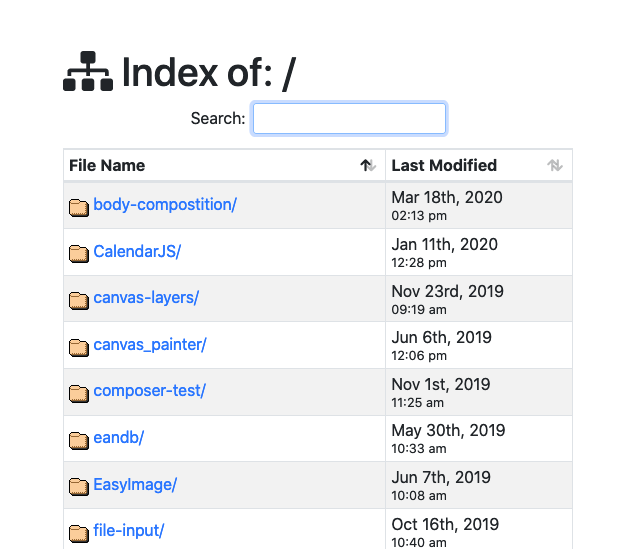 Index of: /
Search:
File Name Last Modified
body-compostition/ Mar 18th, 2020
02:13 pm
CalendarJS/ Jan 11th, 2020
12:28 pm
canvas-layers/ Nov 23rd, 2019
09:19 am
canvas_painter/ Jun 6th, 2019
12:06 pm
composer-test/ Nov 1st, 2019
11:25 am
eandb/ May 30th, 2019
10:33 am
EasyImage/ Jun 7th, 2019
10:08 am
file-input/ Oct 16th, 2019
10:40 am